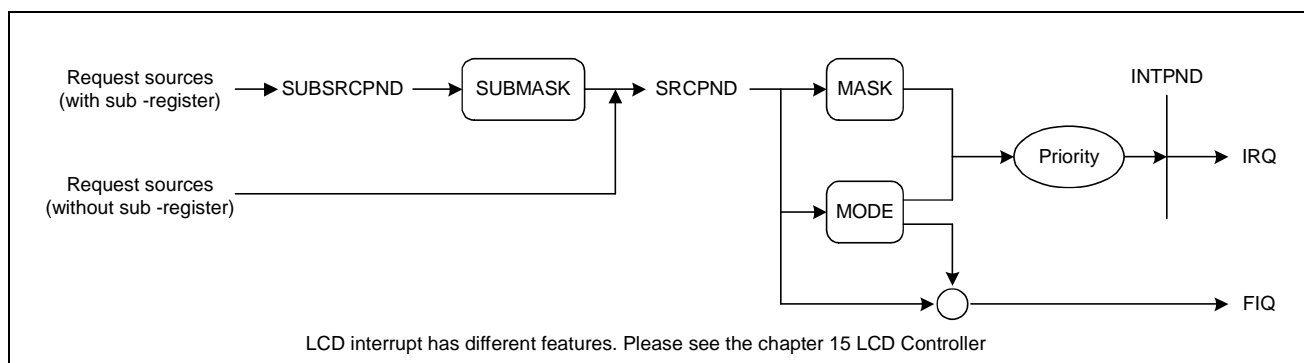 Request sources
(with sub -register)
SUBSRCPND
SUBMASK
SRCPND
MASK
INTPND
Priority
IRQ
Request sources
(without sub -register)
MODE
FIQ
LCD interrupt has different features. Please see the chapter 15 LCD Controller